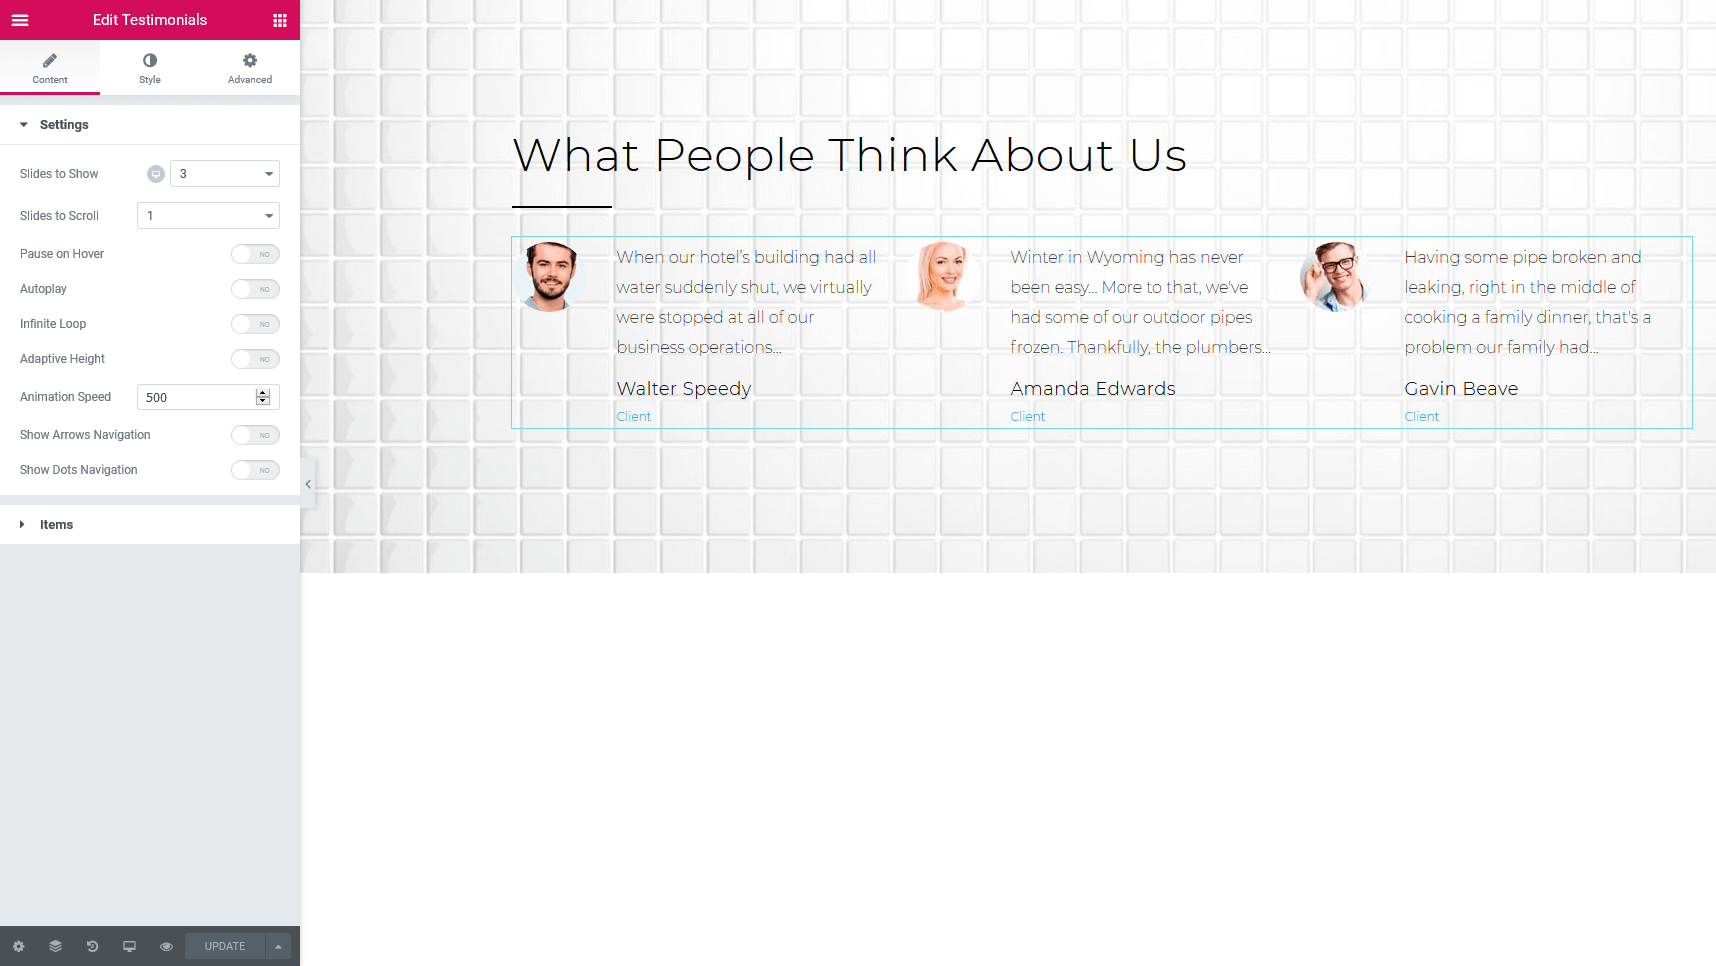 Edit Testimonials
Content
Style
Advanced
Settings
Slides to Show
3
Slides to Scroll
1
Pause on Hover
NO
Autoplay
NO
Infinite Loop
NO
Adaptive Height
NO
Animation Speed
500
Show Arrows Navigation
NO
Show Dots Navigation
NO
Items
UPDATE
What People Think About Us
When our hotel's building had all
water suddenly shut, we virtually
were stopped at all of our
business operations...
Walter Speedy
Client
Winter in Wyoming has never
been easy... More to that, we've
had some of our outdoor pipes
frozen. Thankfully, the plumbers...
Amanda Edwards
Client
Having some pipe broken and
leaking, right in the middle of
cooking a family dinner, that's a
problem our family had...
Gavin Beave
Client